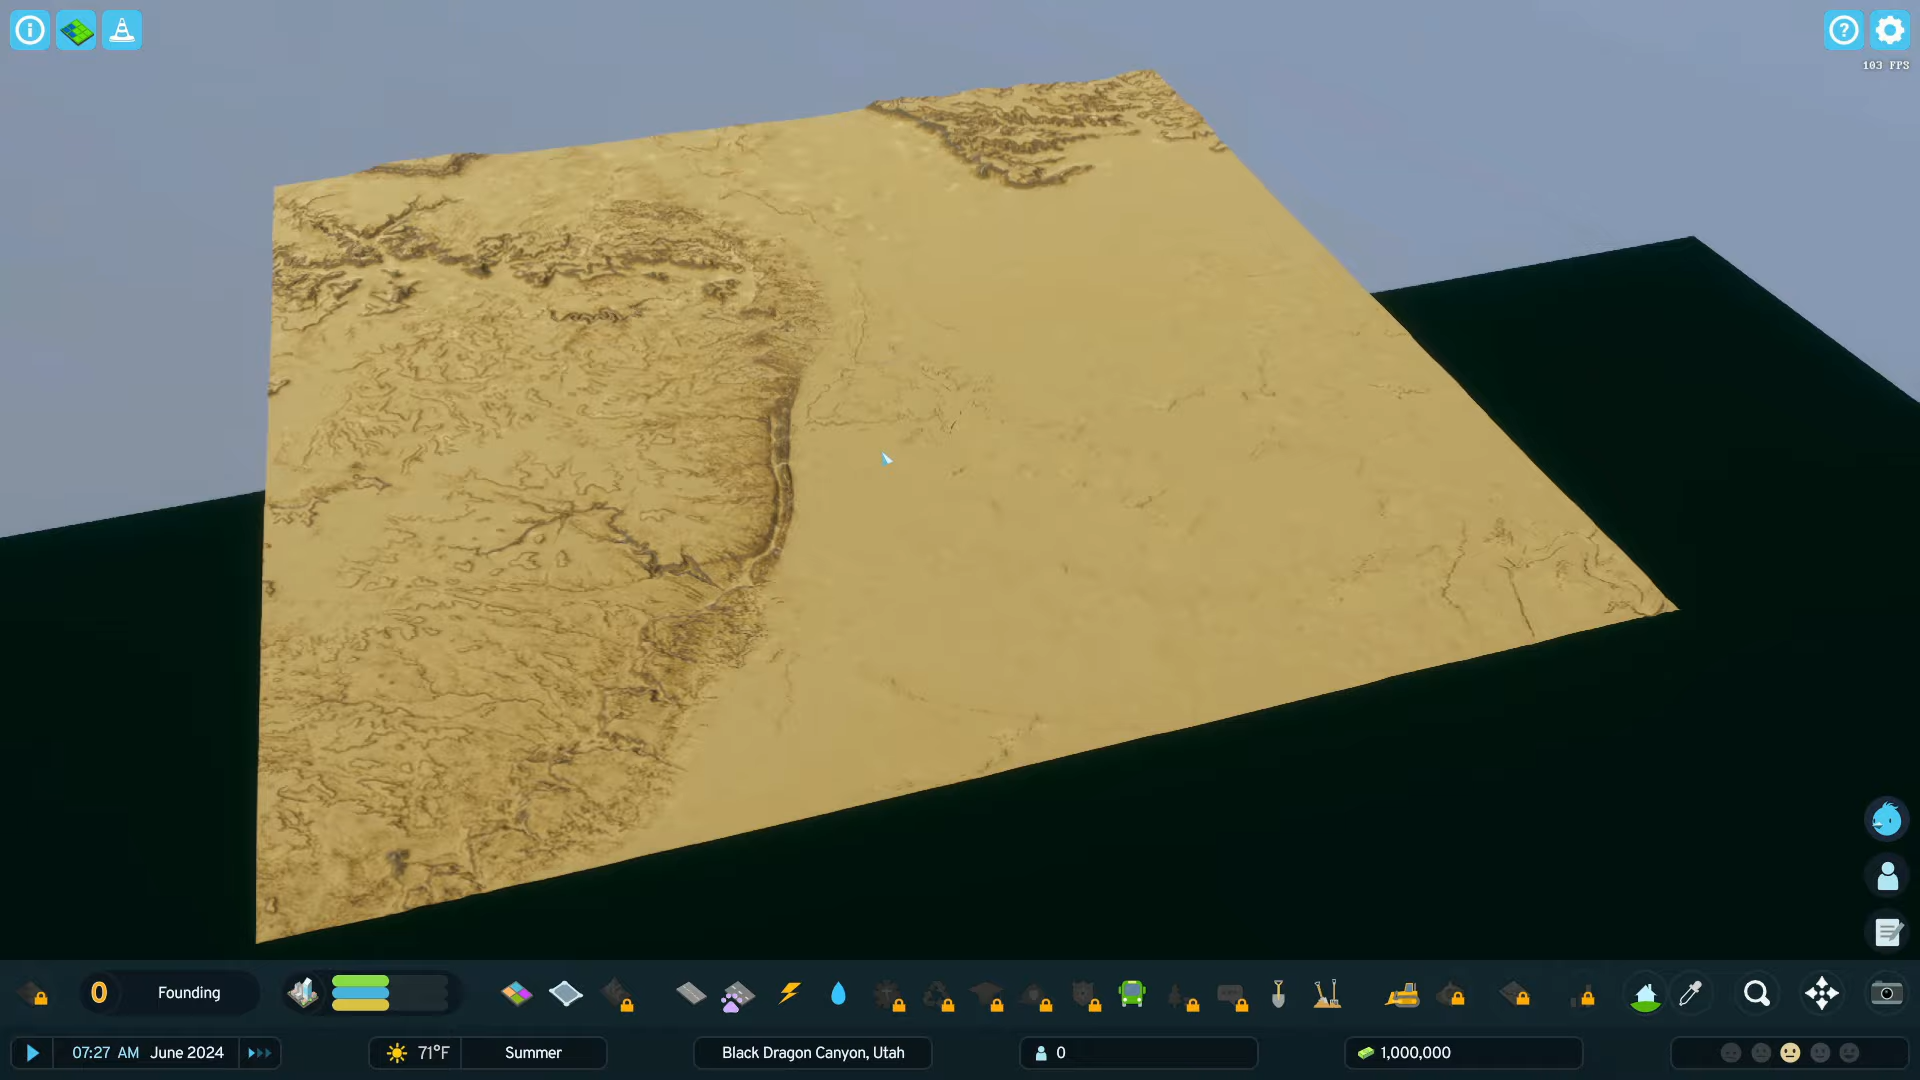 103 FPS
0
Founding
07:27 AM June 2024
71°F
Summer
Black Dragon Canyon, Utah
0
1,000,000